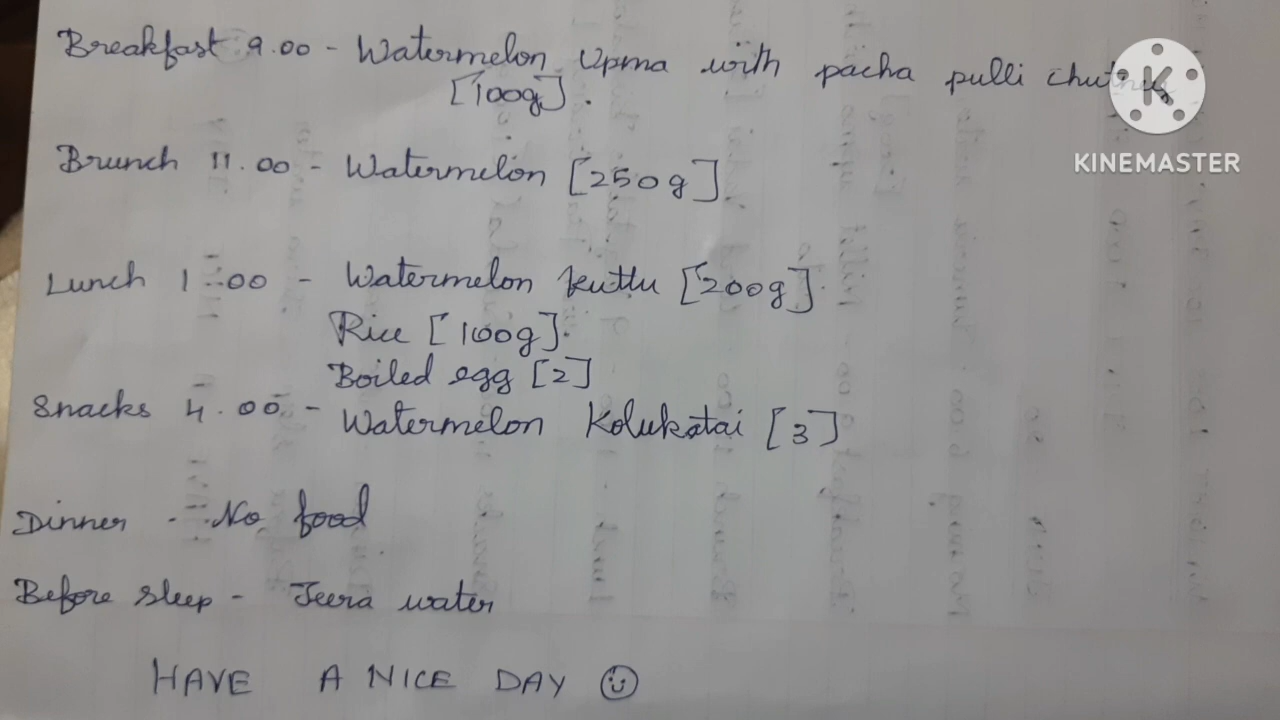 Breakfast 9.00 - Watermelon Upma with pacha pulli chutney
[100g].
KINEMASTER
Brunch 11.00 - Watermelon [250g]
Lunch 1.00 - Watermelon kuttu [200g]
Rice [100g].
Boiled egg [2]
Snacks 4.00 - Watermelon Kolukatai [3]
Dinner - No food
Before sleep - Jeera water
HAVE A NICE DAY